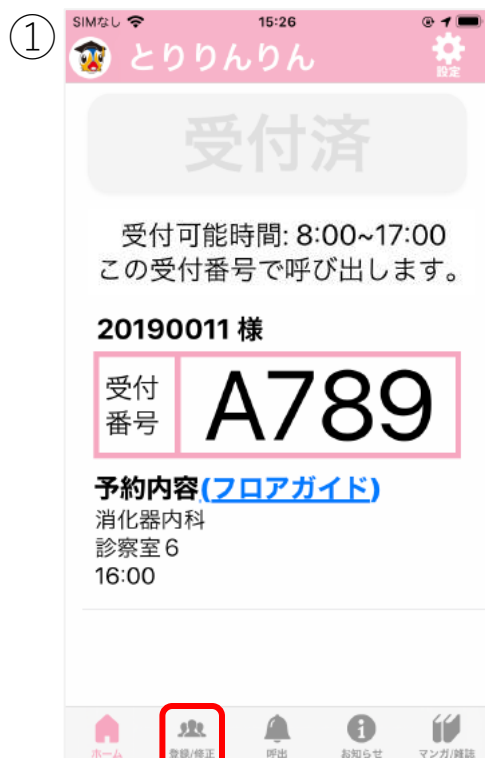 ①
SIMなし 15:26
とりりんりん
設定
受付済
受付可能時間: 8:00~17:00
この受付番号で呼び出します。
20190011 様
受付
番号
A789
予約内容(フロアガイド)
消化器内科
診察室6
16:00
ホーム 登録/修正 呼出 お知らせ マンガ/雑誌